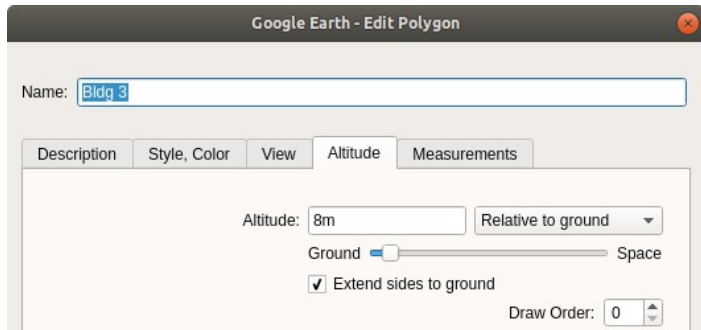 Google Earth - Edit Polygon
Name: Bldg 3
Description Style, Color View Altitude Measurements
Altitude: 8m Relative to ground
Ground Space
Extend sides to ground
Draw Order: 0